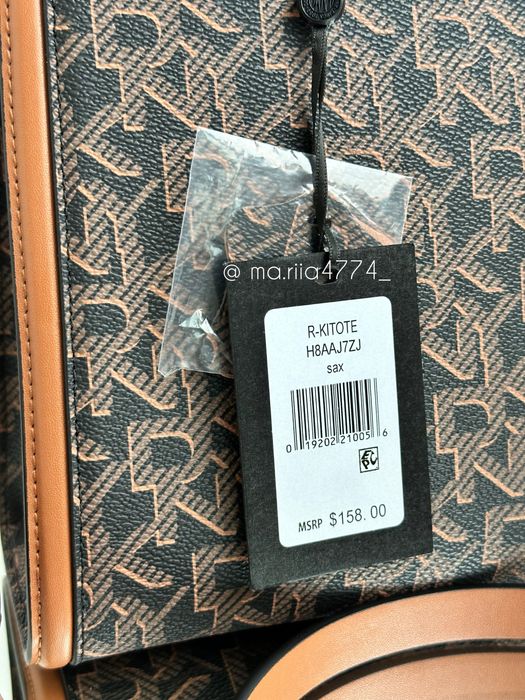 @ ma.riia4774_
R-KITOTE
H8AAJ7ZJ
sax
0 19202 21005 6
MSRP $158.00